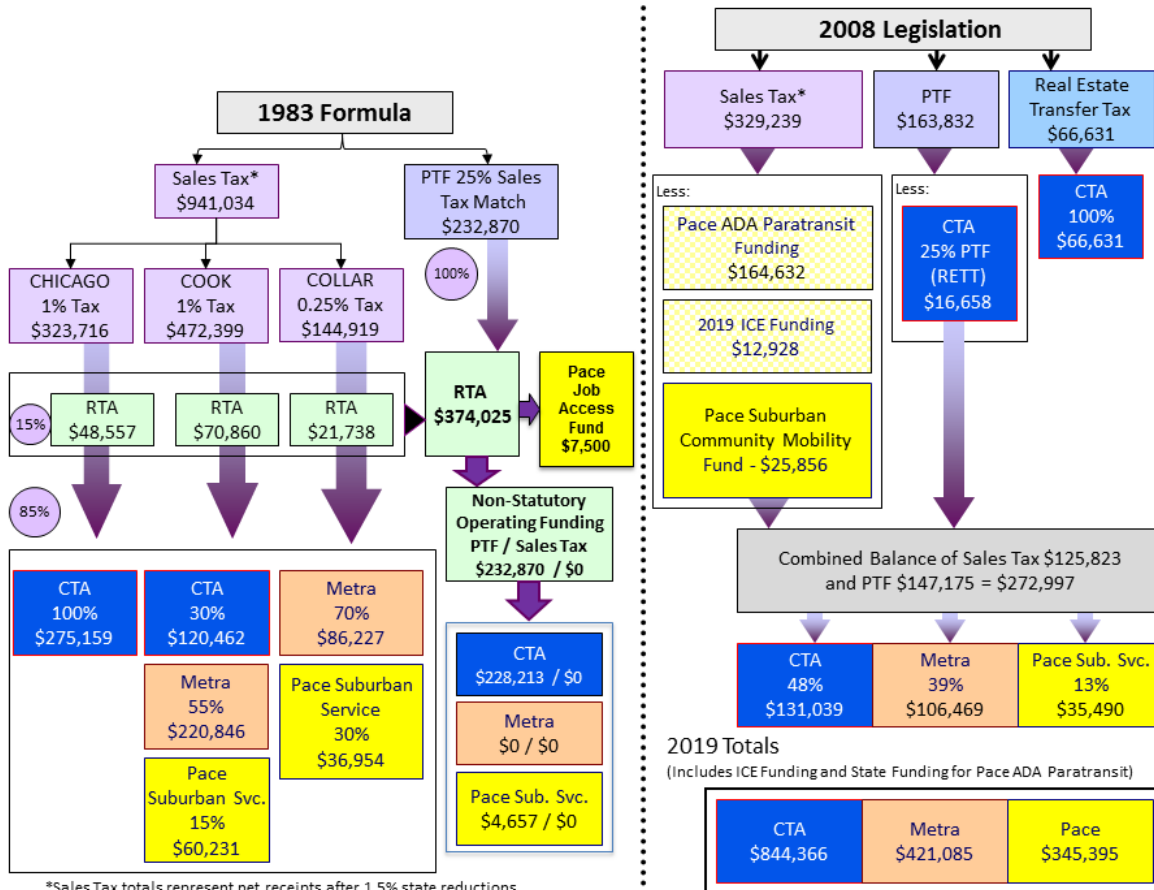 1983 Formula
Sales Tax*
$941,034
PTF 25% Sales
Tax Match
$232,870
CHICAGO
1% Tax
$323,716
COOK
1% Tax
$472,399
COLLAR
0.25% Tax
$144,919
100%
15%
RTA
$48,557
RTA
$70,860
RTA
$21,738
RTA
$374,025
Pace
Job
Access
Fund
$7,500
85%
Non-Statutory
Operating Funding
PTF / Sales Tax
$232,870 / $0
CTA
100%
$275,159
CTA
30%
$120,462
Metra
70%
$86,227
Metra
55%
$220,846
Pace Suburban
Service
30%
$36,954
Pace
Suburban Svc.
15%
$60,231
CTA
$228,213 / $0
Metra
$0 / $0
Pace Sub. Svc.
$4,657 / $0
*Sales Tax totals represent net receipts after 1.5% state reductions
2008 Legislation
Sales Tax*
$329,239
PTF
$163,832
Real Estate
Transfer Tax
$66,631
Less:
Pace ADA Paratransit
Funding
$164,632
2019 ICE Funding
$12,928
Pace Suburban
Community Mobility
Fund - $25,856
Less:
CTA
25% PTF
(RETT)
$16,658
CTA
100%
$66,631
Combined Balance of Sales Tax $125,823
and PTF $147,175 = $272,997
CTA
48%
$131,039
Metra
39%
$106,469
Pace Sub. Svc.
13%
$35,490
2019 Totals
(Includes ICE Funding and State Funding for Pace ADA Paratransit)
CTA
$844,366
Metra
$421,085
Pace
$345,395